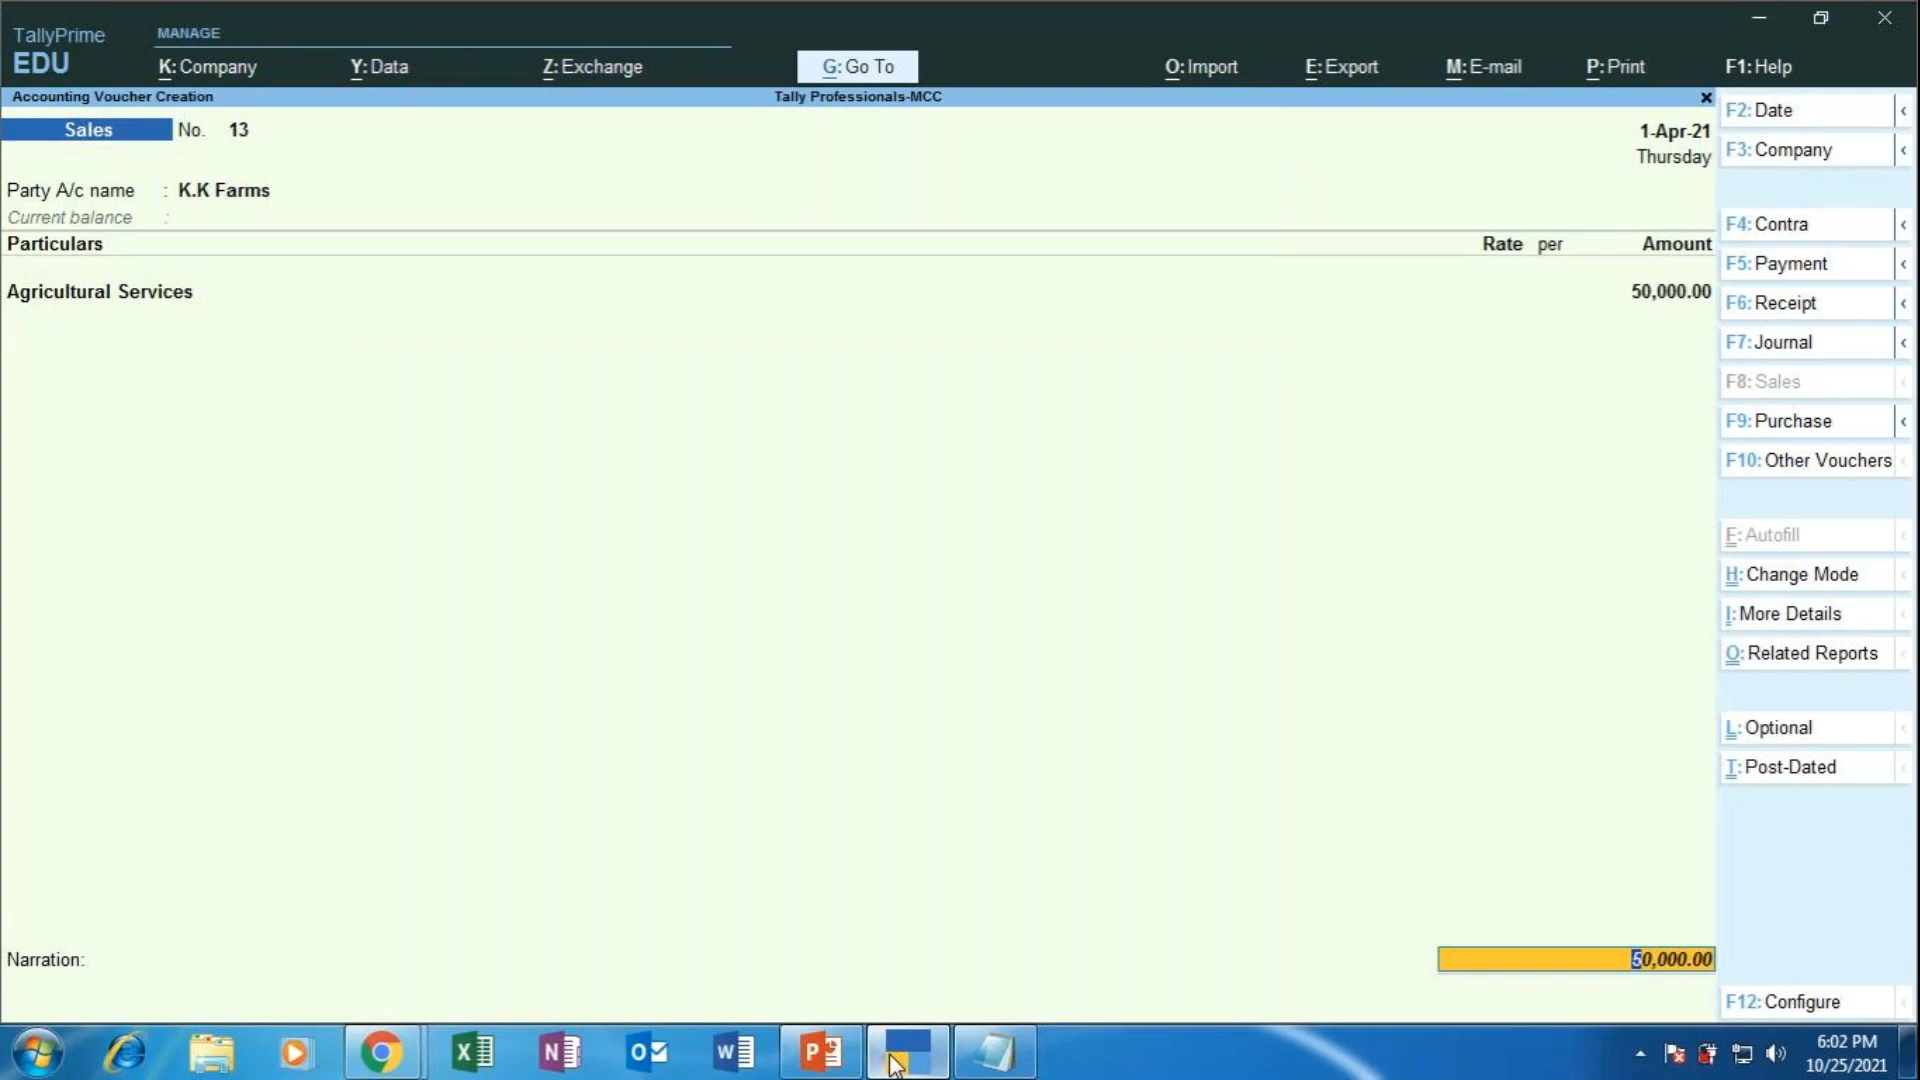 TallyPrime
EDU
MANAGE
K: Company
Y: Data
Z: Exchange
G: Go To
O: Import
E: Export
M: E-mail
P: Print
F1: Help
Accounting Voucher Creation
Tally Professionals-MCC
Sales No. 13
1-Apr-21
Thursday
Party A/c name : K.K Farms
Current balance :
Particulars Rate per Amount
Agricultural Services 50,000.00
Narration: 50,000.00
F2: Date
F3: Company
F4: Contra
F5: Payment
F6: Receipt
F7: Journal
F8: Sales
F9: Purchase
F10: Other Vouchers
F: Autofill
H: Change Mode
I: More Details
O: Related Reports
L: Optional
T: Post-Dated
F12: Configure
6:02 PM
10/25/2021